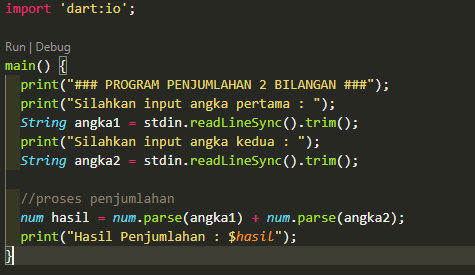 import 'dart:io';
Run | Debug
main() {
print("### PROGRAM PENJUMLAHAN 2 BILANGAN ###");
print("Silahkan input angka pertama : ");
String angka1 = stdin.readLineSync().trim();
print("Silahkan input angka kedua : ");
String angka2 = stdin.readLineSync().trim();
//proses penjumlahan
num hasil = num.parse(angka1) + num.parse(angka2);
print("Hasil Penjumlahan : $hasil");
}